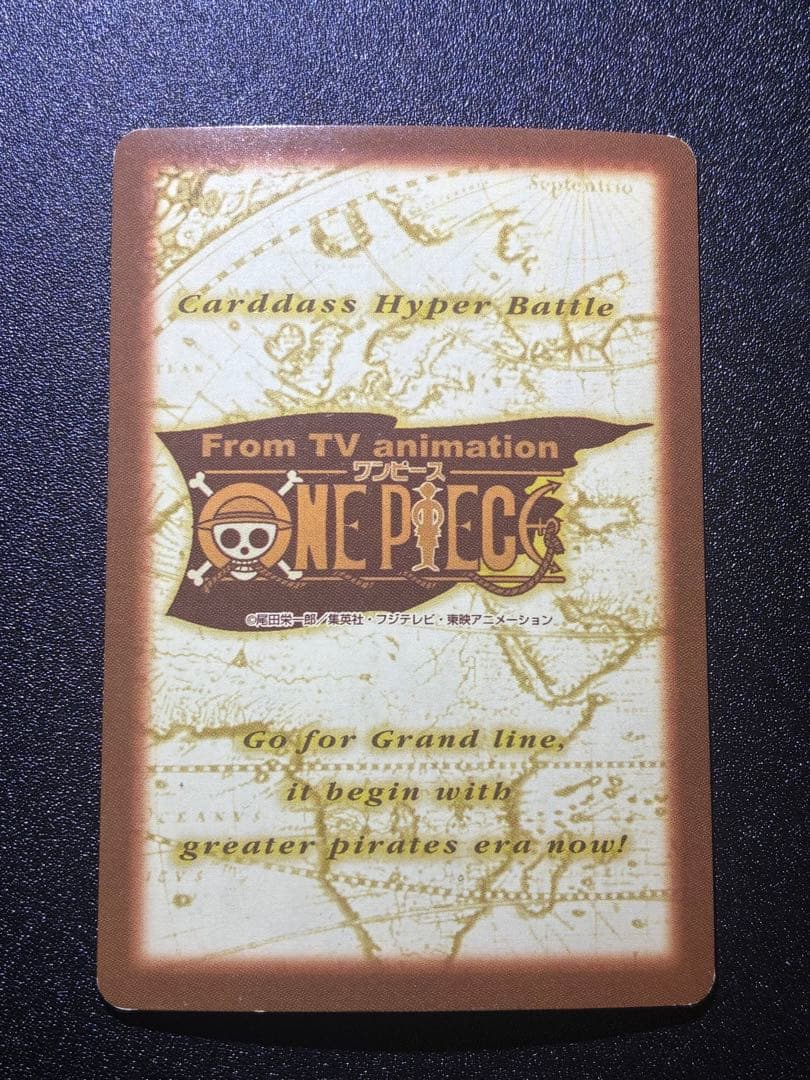 Septentrio
Carddass Hyper Battle
From TV animation
ワンピース
ONE PIECE
©尾田栄一郎／集英社・フジテレビ・東映アニメーション
Go for Grand line,
it begin with
greater pirates era now!